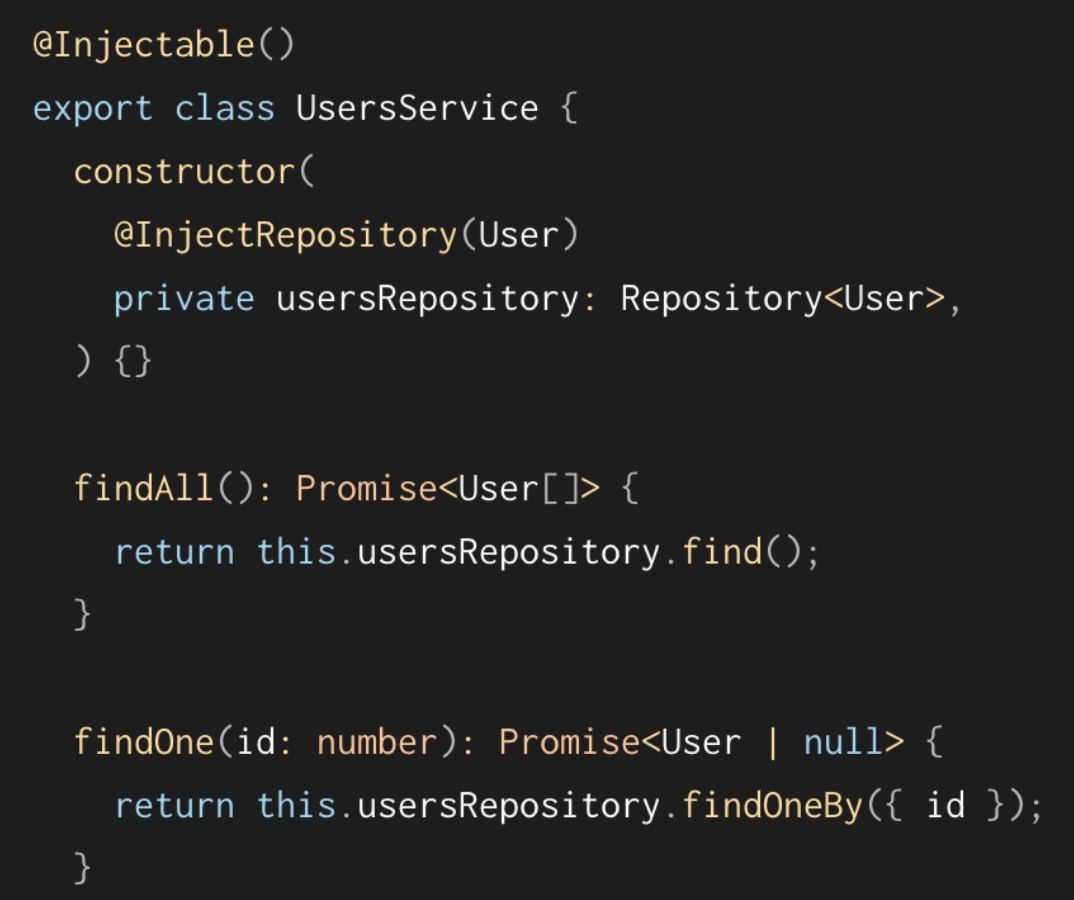 @Injectable()
export class UsersService {
  constructor(
    @InjectRepository(User)
    private usersRepository: Repository<User>,
  ) {}

  findAll(): Promise<User[]> {
    return this.usersRepository.find();
  }

  findOne(id: number): Promise<User | null> {
    return this.usersRepository.findOneBy({ id });
  }